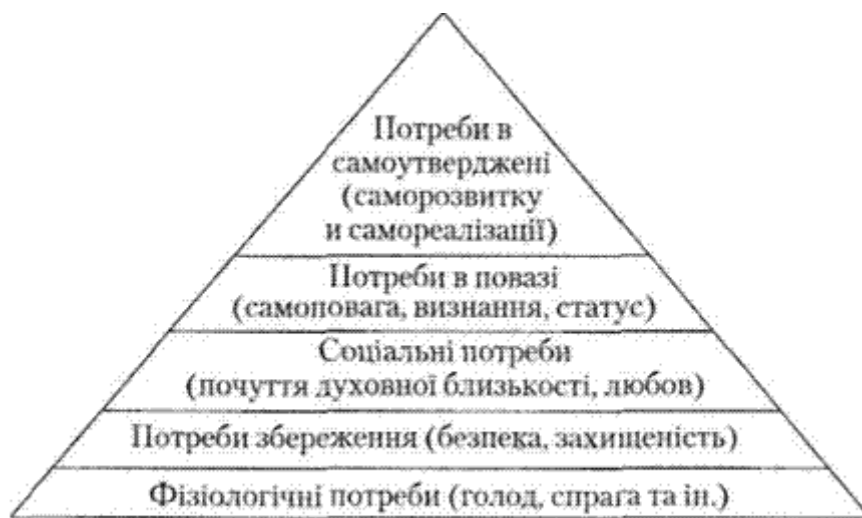 Потреби в
самоутверджені
(саморозвитку
и самореалізації)
Потреби в повазі
(самоповага, визнання, статус)
Соціальні потреби
(почуття духовної близькості, любов)
Потреби збереження (безпека, захищеність)
Фізіологічні потреби (голод, спрага та ін.)